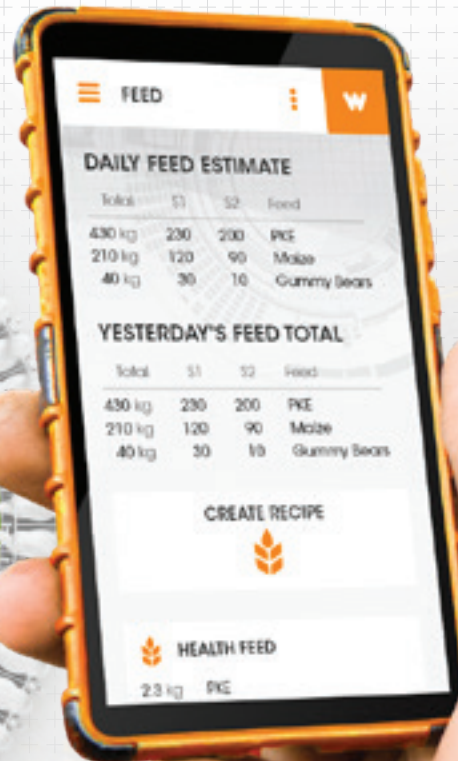 FEED W
DAILY FEED ESTIMATE
Total S1 S2 Feed
430 kg 230 200 PKE
210 kg 120 90 Maize
40 kg 30 10 Gummy Bears
YESTERDAY'S FEED TOTAL
Total S1 S2 Feed
430 kg 230 200 PKE
210 kg 120 90 Maize
40 kg 30 10 Gummy Bears
CREATE RECIPE
HEALTH FEED
2.3 kg PKE